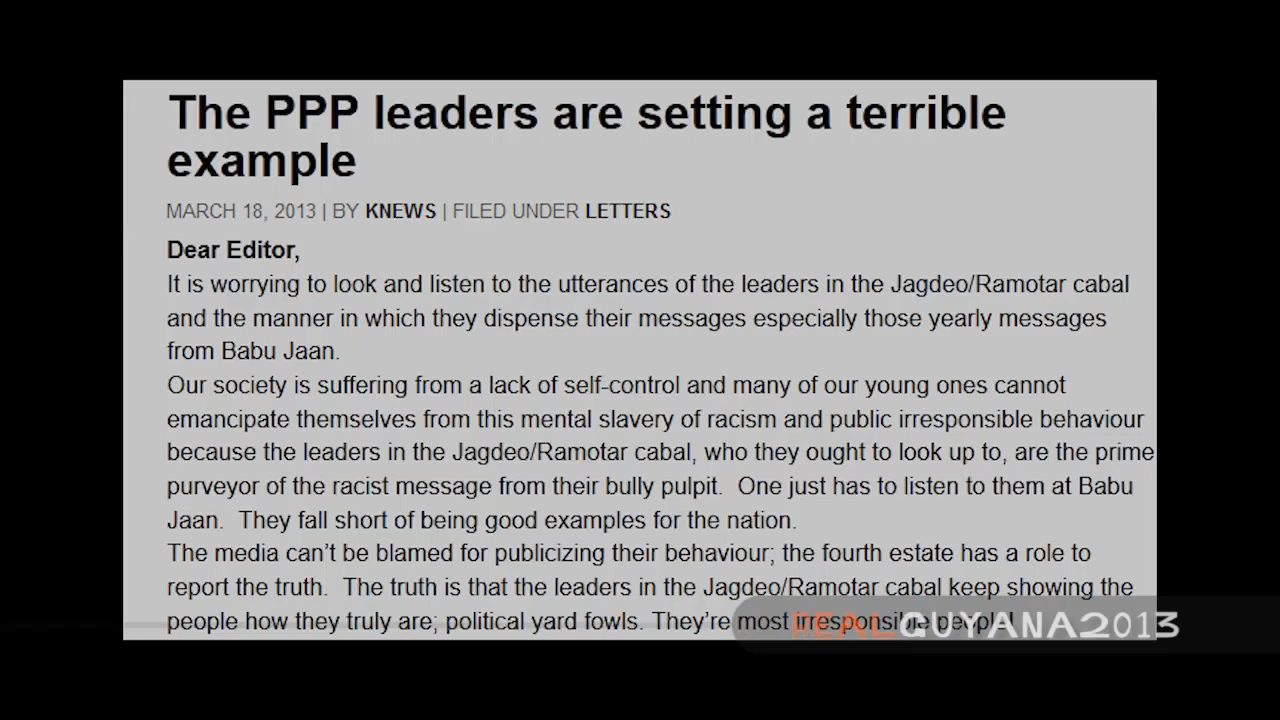 The PPP leaders are setting a terrible
example
MARCH 18, 2013 | BY KNEWS | FILED UNDER LETTERS
Dear Editor,
It is worrying to look and listen to the utterances of the leaders in the Jagdeo/Ramotar cabal
and the manner in which they dispense their messages especially those yearly messages
from Babu Jaan.
Our society is suffering from a lack of self-control and many of our young ones cannot
emancipate themselves from this mental slavery of racism and public irresponsible behaviour
because the leaders in the Jagdeo/Ramotar cabal, who they ought to look up to, are the prime
purveyor of the racist message from their bully pulpit.  One just has to listen to them at Babu
Jaan.  They fall short of being good examples for the nation.
The media can’t be blamed for publicizing their behaviour; the fourth estate has a role to
report the truth.  The truth is that the leaders in the Jagdeo/Ramotar cabal keep showing the
people how they truly are; political yard fowls. They’re most irresponsible people!
REALGUYANA2013